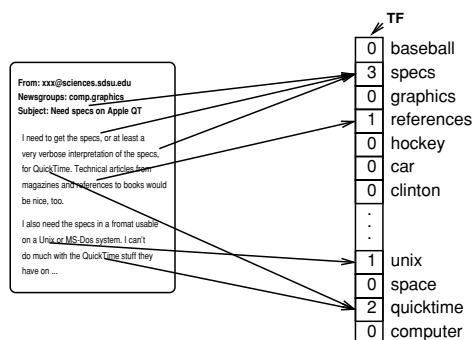 TF
From: xxx@sciences.sdsu.edu
Newsgroups: comp.graphics
Subject: Need specs on Apple QT
I need to get the specs, or at least a
very verbose interpretation of the specs,
for QuickTime. Technical articles from
magazines and references to books would
be nice, too.
I also need the specs in a fromat usable
on a Unix or MS-Dos system. I can't
do much with the QuickTime stuff they
have on ...
0 baseball
3 specs
0 graphics
1 references
0 hockey
0 car
0 clinton
.
.
.
1 unix
0 space
2 quicktime
0 computer